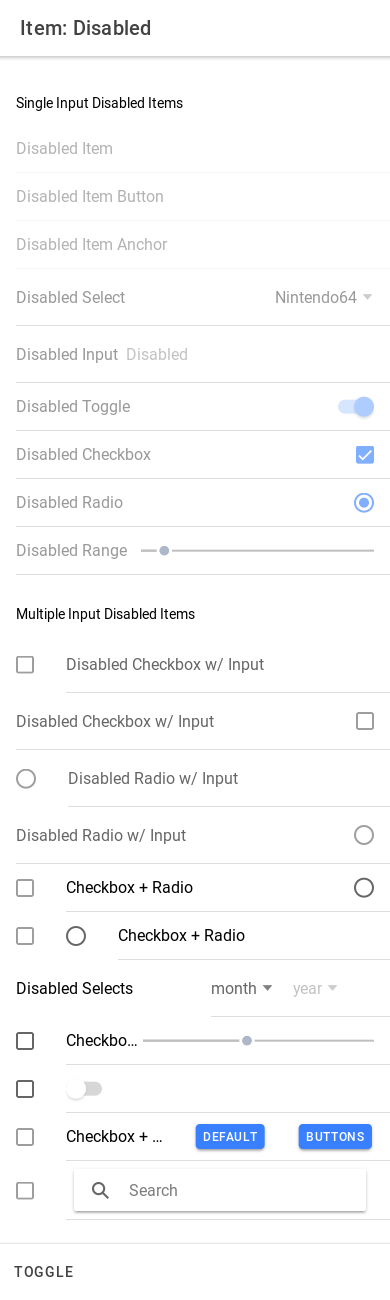 Item: Disabled
Single Input Disabled Items
Disabled Item
Disabled Item Button
Disabled Item Anchor
Disabled Select Nintendo64
Disabled Input Disabled
Disabled Toggle
Disabled Checkbox
Disabled Radio
Disabled Range
Multiple Input Disabled Items
Disabled Checkbox w/ Input
Disabled Checkbox w/ Input
Disabled Radio w/ Input
Disabled Radio w/ Input
Checkbox + Radio
Checkbox + Radio
Disabled Selects month year
Checkbo...
Checkbox + ... DEFAULT BUTTONS
Search
TOGGLE